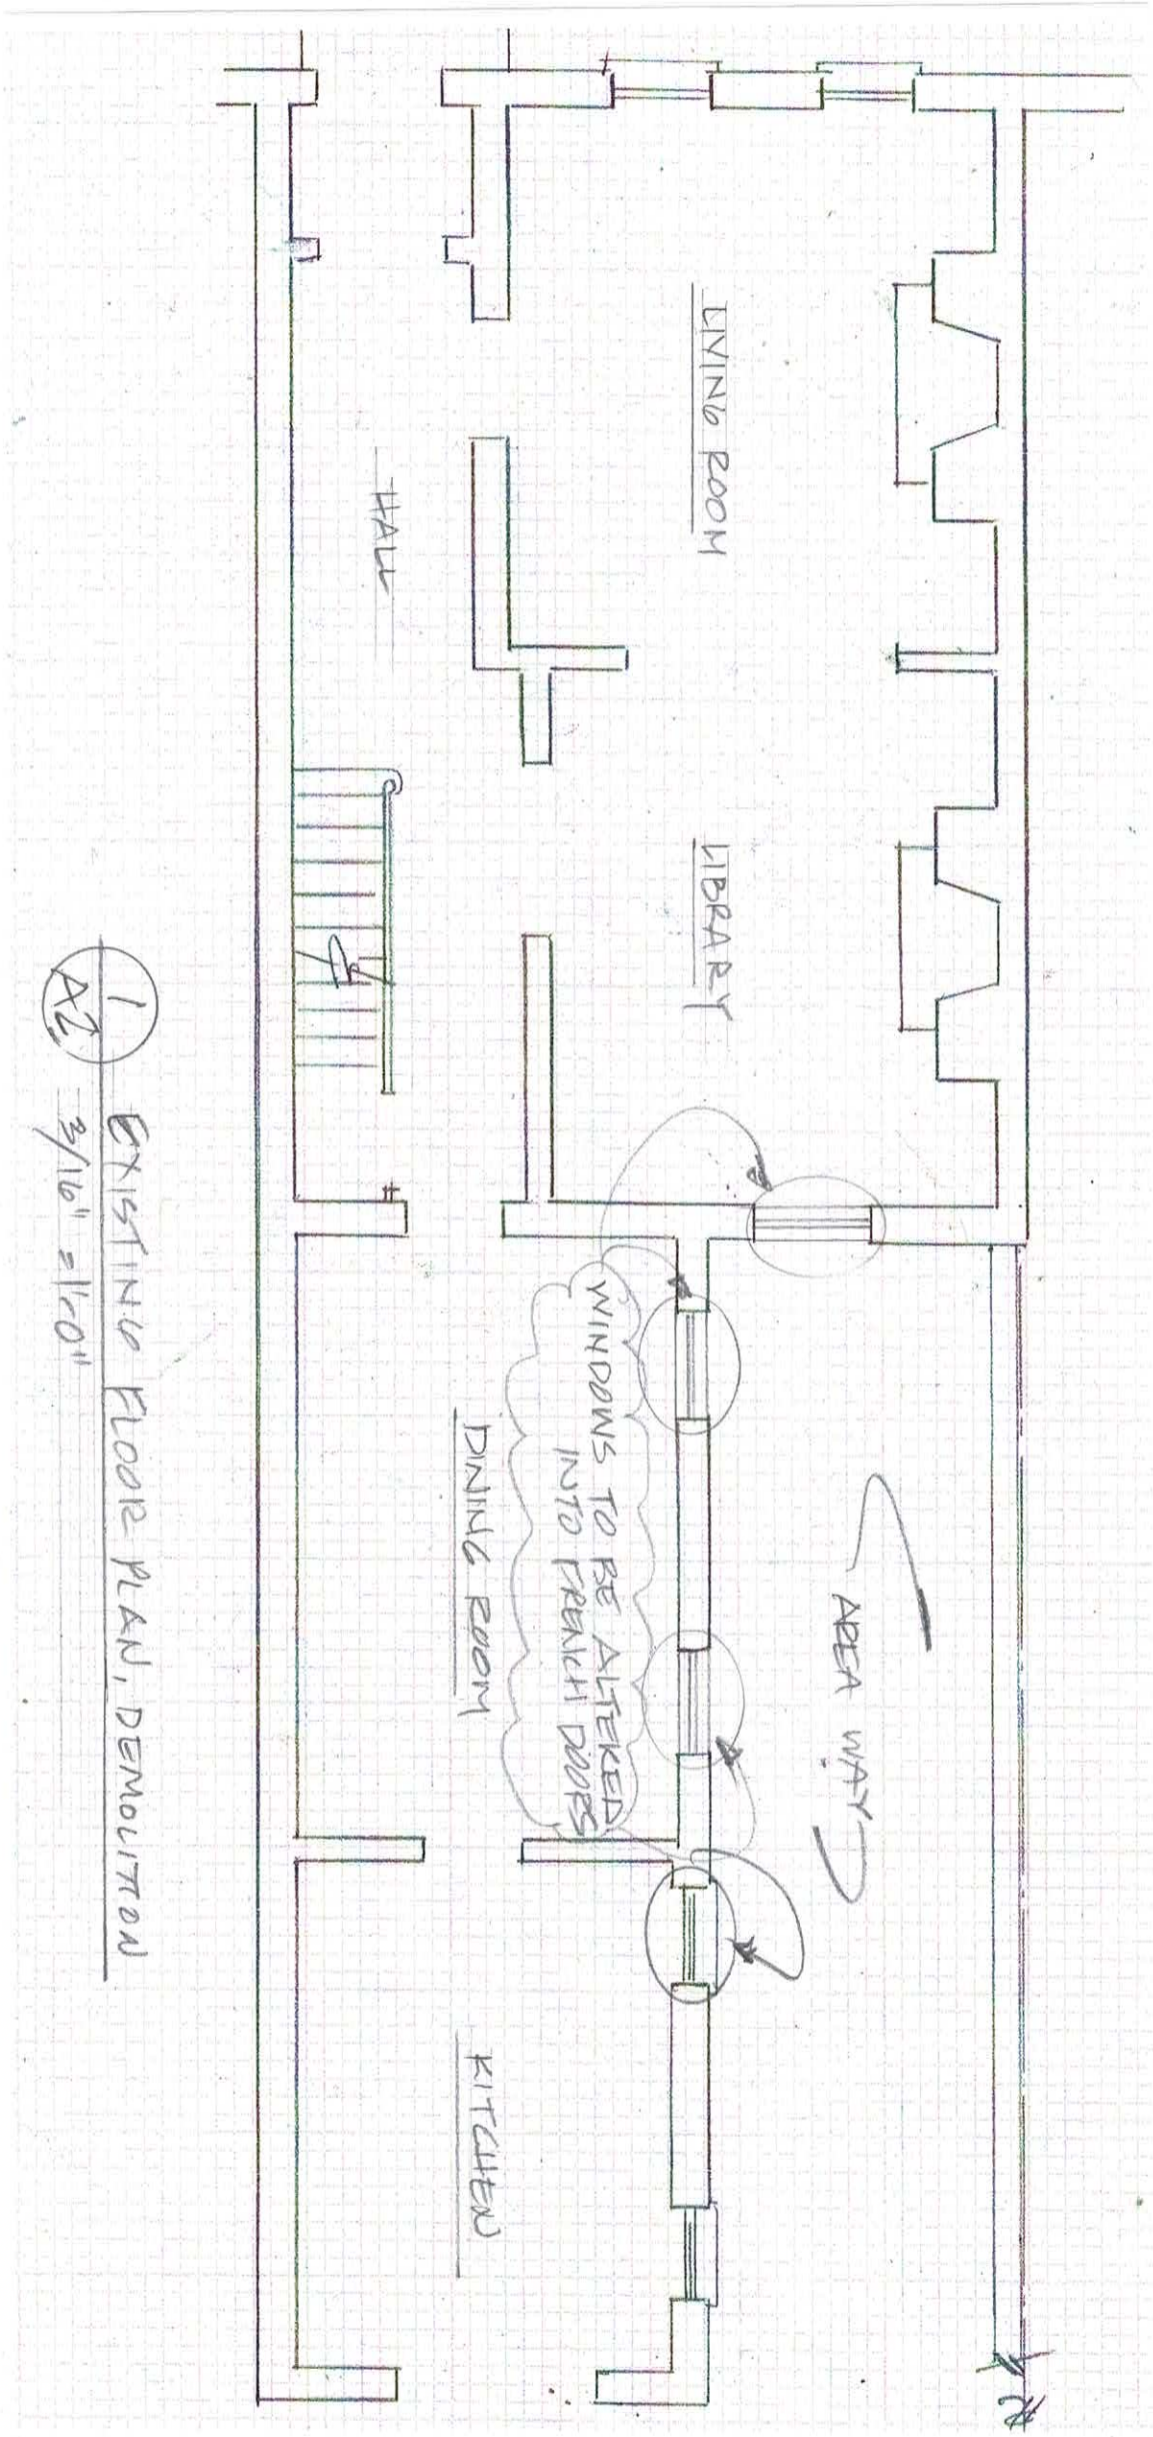 LIVING ROOM
HALL
LIBRARY
WINDOWS TO BE ALTERED
INTO FRENCH DOORS
AREA WAY
DINING ROOM
KITCHEN
1
A2
EXISTING FLOOR PLAN, DEMOLITION
3/16" = 1'-0"